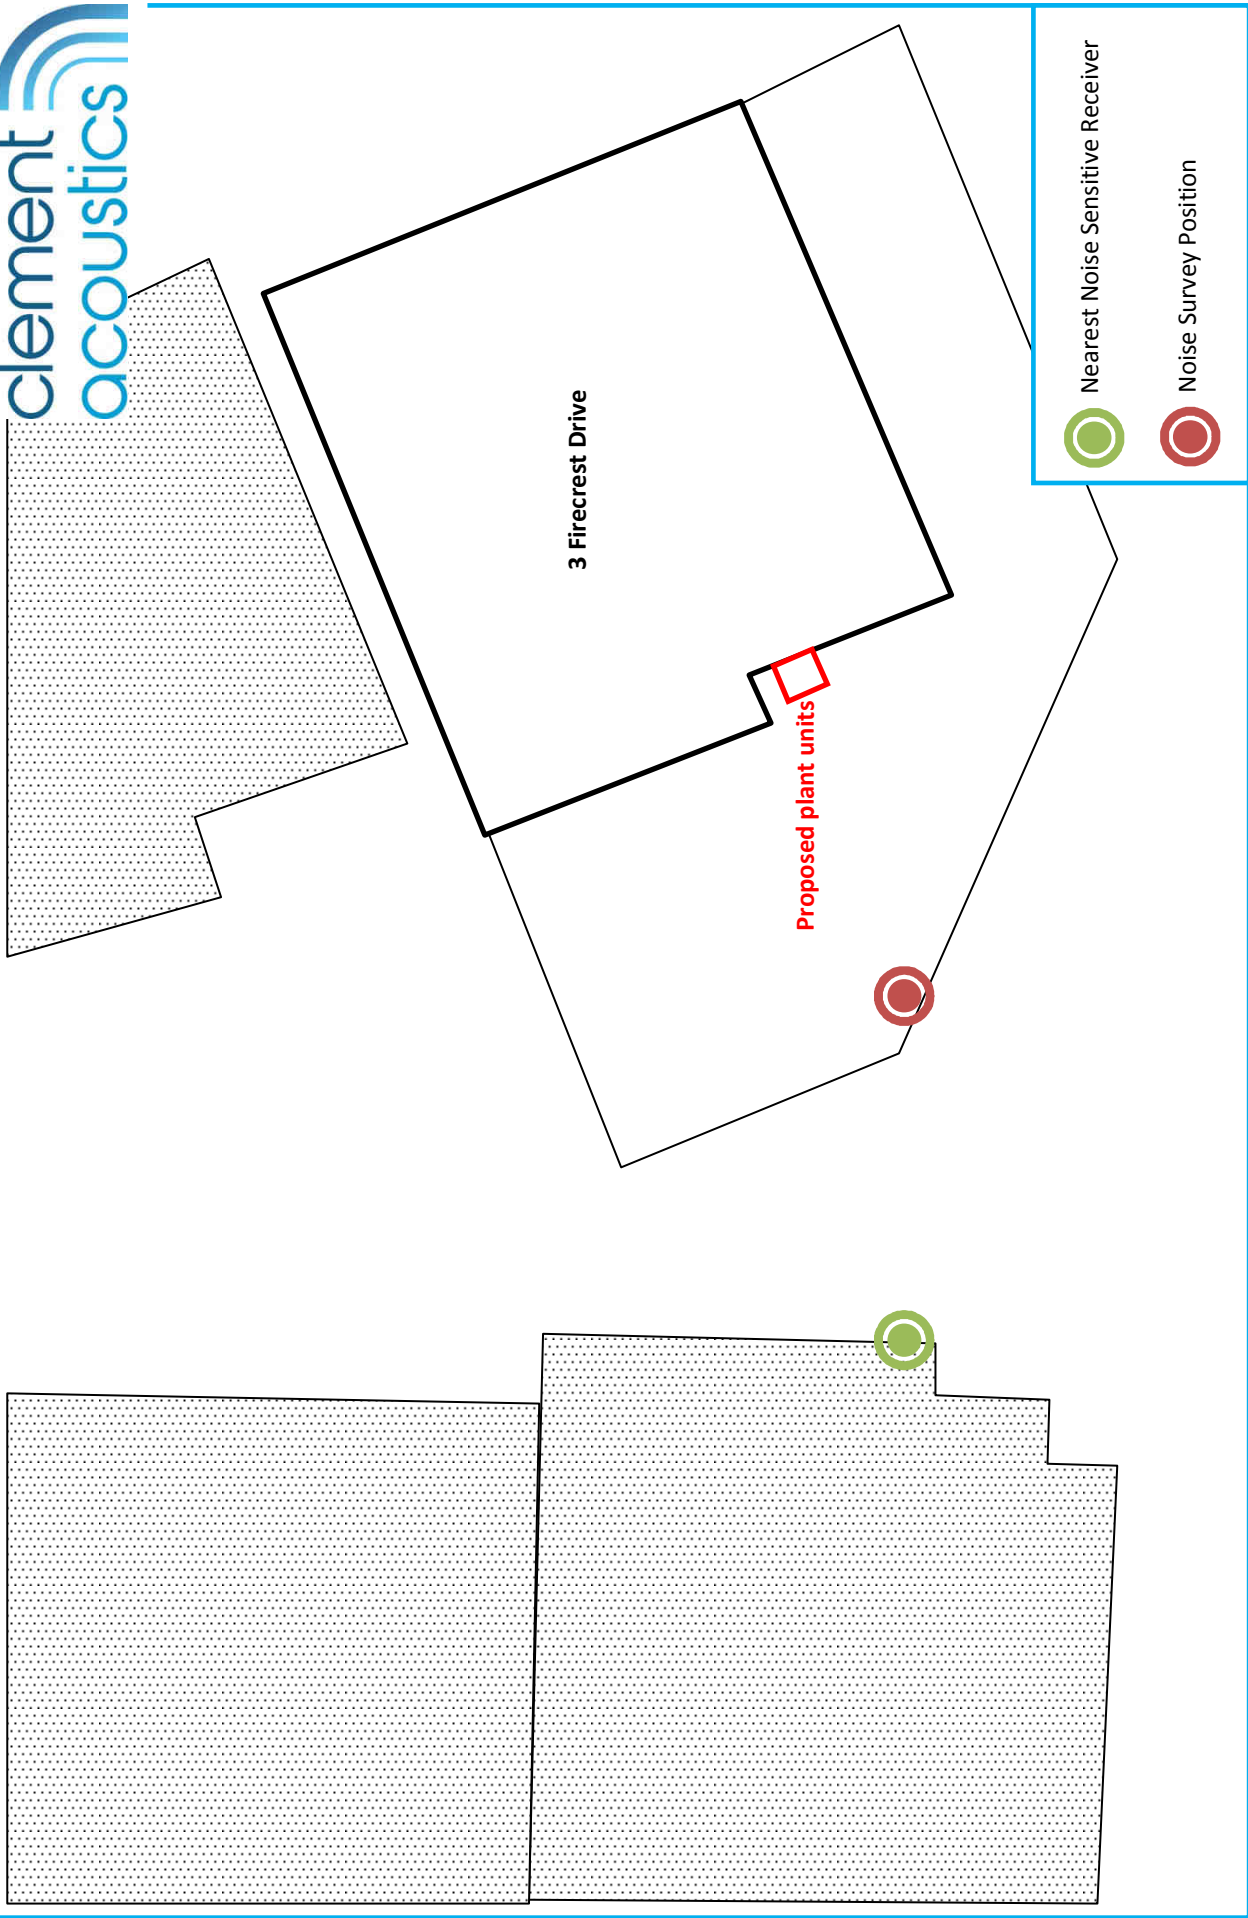 clement
acoustics
3 Firecrest Drive
Proposed plant units
Nearest Noise Sensitive Receiver
Noise Survey Position